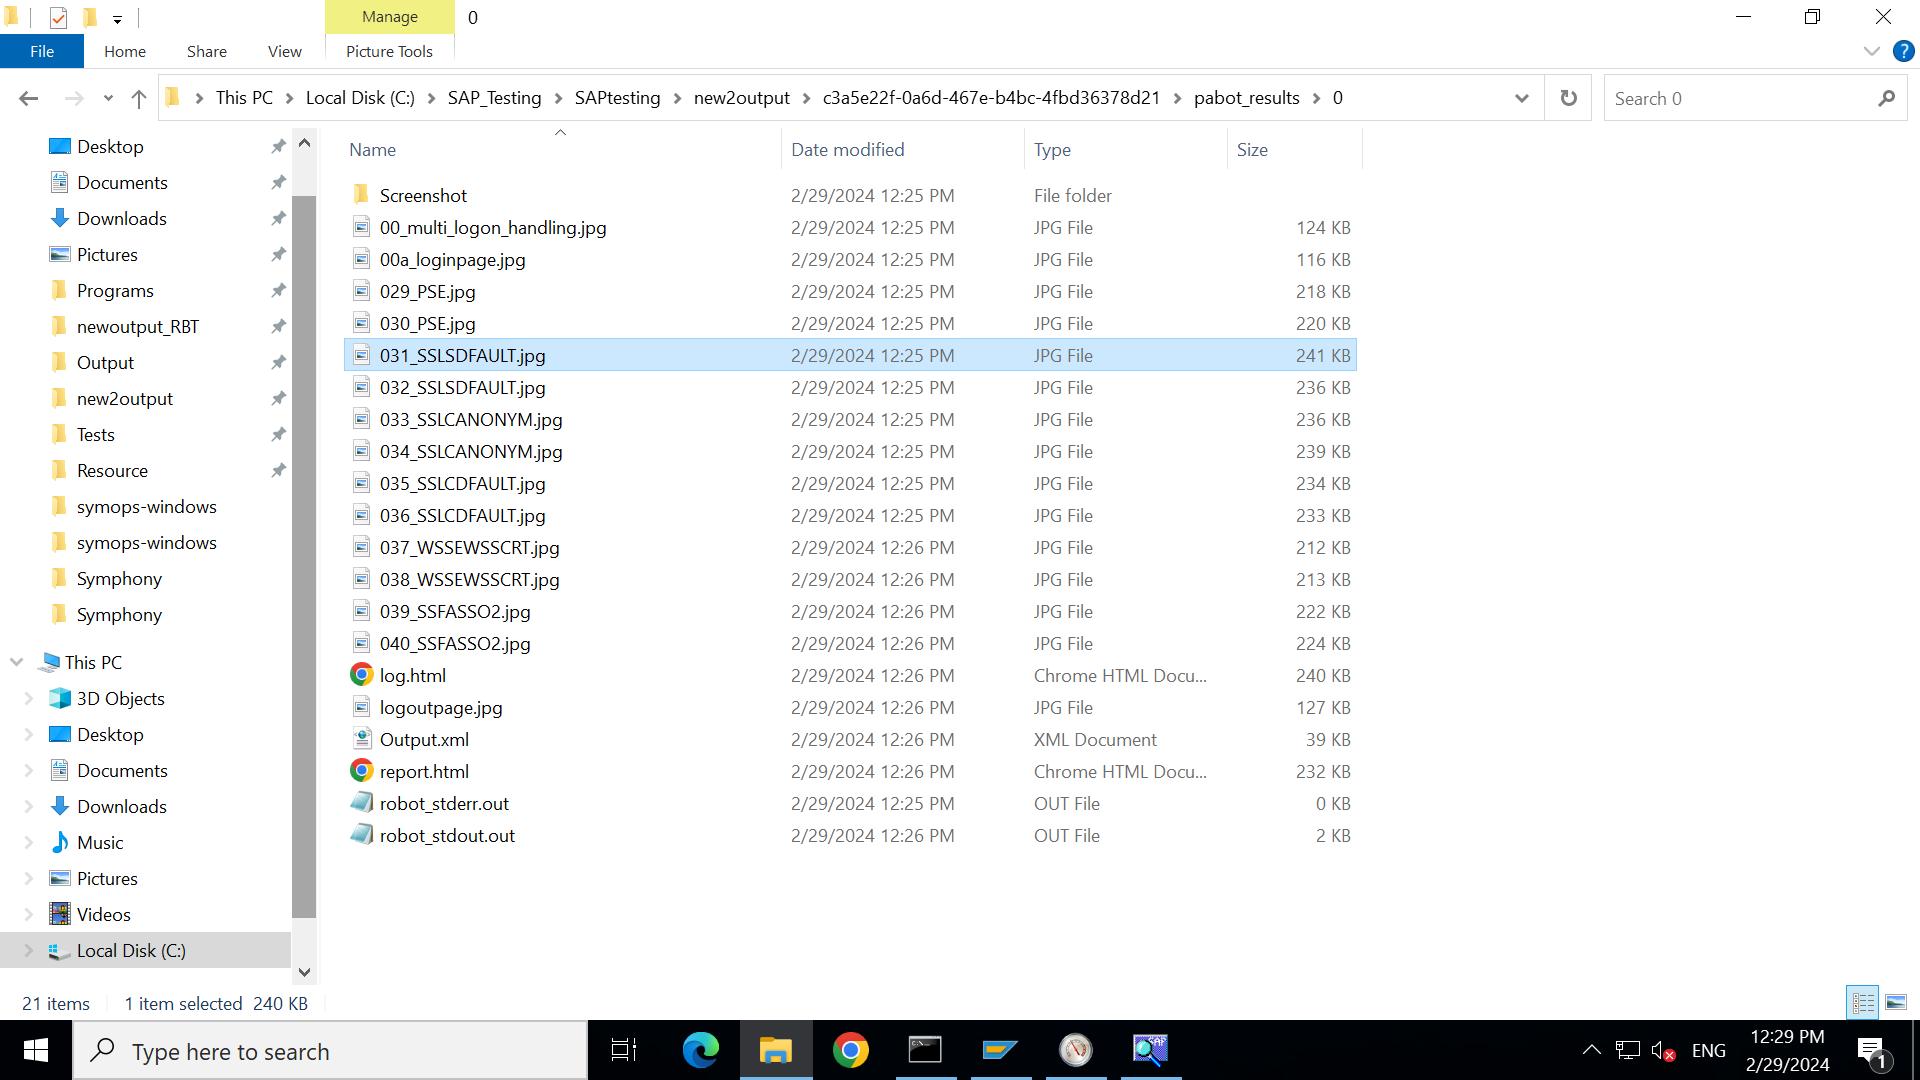 Manage
0
File
Home
Share
View
Picture Tools
This PC
Local Disk (C:)
SAP_Testing
SAPtesting
new2output
c3a5e22f-0a6d-467e-b4bc-4fbd36378d21
pabot_results
0
Search 0
Desktop
Documents
Downloads
Pictures
Programs
newoutput_RBT
Output
new2output
Tests
Resource
symops-windows
symops-windows
Symphony
Symphony
This PC
3D Objects
Desktop
Documents
Downloads
Music
Pictures
Videos
Local Disk (C:)
Name Date modified Type Size
Screenshot 2/29/2024 12:25 PM File folder
00_multi_logon_handling.jpg 2/29/2024 12:25 PM JPG File 124 KB
00a_loginpage.jpg 2/29/2024 12:25 PM JPG File 116 KB
029_PSE.jpg 2/29/2024 12:25 PM JPG File 218 KB
030_PSE.jpg 2/29/2024 12:25 PM JPG File 220 KB
031_SSLSDFAULT.jpg 2/29/2024 12:25 PM JPG File 241 KB
032_SSLSDFAULT.jpg 2/29/2024 12:25 PM JPG File 236 KB
033_SSLCANONYM.jpg 2/29/2024 12:25 PM JPG File 236 KB
034_SSLCANONYM.jpg 2/29/2024 12:25 PM JPG File 239 KB
035_SSLCDFAULT.jpg 2/29/2024 12:25 PM JPG File 234 KB
036_SSLCDFAULT.jpg 2/29/2024 12:25 PM JPG File 233 KB
037_WSSEWSSCRT.jpg 2/29/2024 12:26 PM JPG File 212 KB
038_WSSEWSSCRT.jpg 2/29/2024 12:26 PM JPG File 213 KB
039_SSFASSO2.jpg 2/29/2024 12:26 PM JPG File 222 KB
040_SSFASSO2.jpg 2/29/2024 12:26 PM JPG File 224 KB
log.html 2/29/2024 12:26 PM Chrome HTML Docu... 240 KB
logoutpage.jpg 2/29/2024 12:26 PM JPG File 127 KB
Output.xml 2/29/2024 12:26 PM XML Document 39 KB
report.html 2/29/2024 12:26 PM Chrome HTML Docu... 232 KB
robot_stderr.out 2/29/2024 12:25 PM OUT File 0 KB
robot_stdout.out 2/29/2024 12:26 PM OUT File 2 KB
21 items 1 item selected 240 KB
Type here to search
ENG
12:29 PM
2/29/2024
1